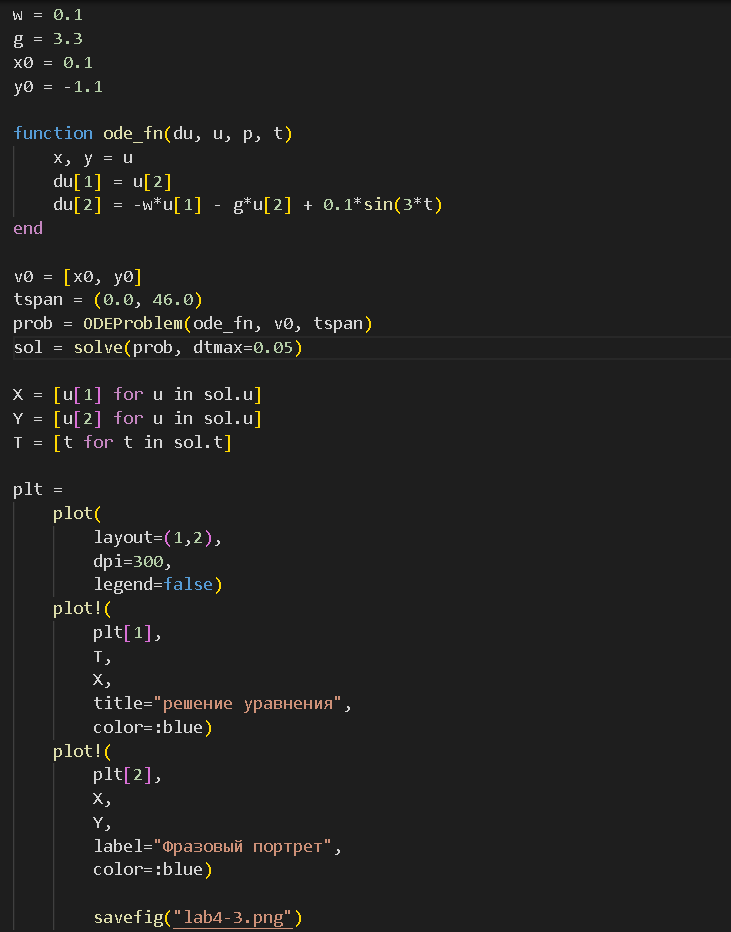 w = 0.1
g = 3.3
x0 = 0.1
y0 = -1.1
function ode_fn(du, u, p, t)
x, y = u
du[1] = u[2]
du[2] = -w*u[1] - g*u[2] + 0.1*sin(3*t)
end
v0 = [x0, y0]
tspan = (0.0, 46.0)
prob = ODEProblem(ode_fn, v0, tspan)
sol = solve(prob, dtmax=0.05)
X = [u[1] for u in sol.u]
Y = [u[2] for u in sol.u]
T = [t for t in sol.t]
plt =
plot(
layout=(1,2),
dpi=300,
legend=false)
plot!(
plt[1],
T,
X,
title="решение уравнения",
color=:blue)
plot!(
plt[2],
X,
Y,
label="Фразовый портрет",
color=:blue)
savefig("lab4-3.png")